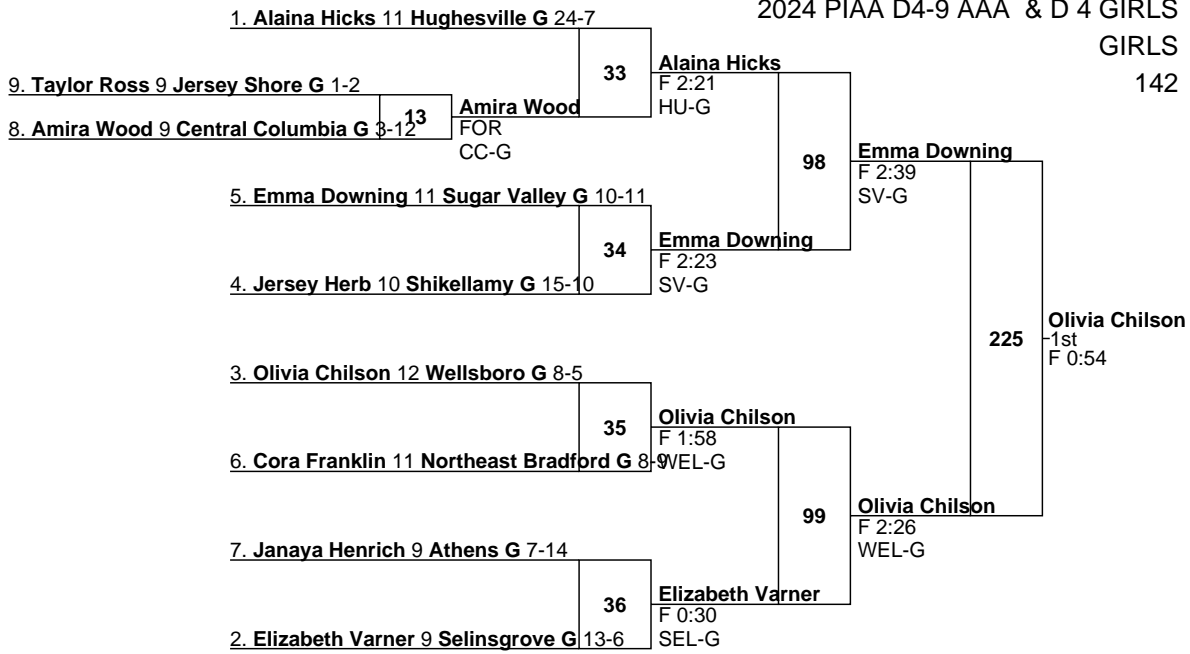 2024 PIAA D4-9 AAA & D 4 GIRLS
GIRLS
142
1. Alaina Hicks 11 Hughesville G 24-7
33
Alaina Hicks
F 2:21
HU-G
9. Taylor Ross 9 Jersey Shore G 1-2
13
Amira Wood
FOR
CC-G
8. Amira Wood 9 Central Columbia G 3-12
98
Emma Downing
F 2:39
SV-G
5. Emma Downing 11 Sugar Valley G 10-11
34
Emma Downing
F 2:23
SV-G
4. Jersey Herb 10 Shikellamy G 15-10
225
Olivia Chilson
1st
F 0:54
3. Olivia Chilson 12 Wellsboro G 8-5
35
Olivia Chilson
F 1:58
WEL-G
6. Cora Franklin 11 Northeast Bradford G 8-9
99
Olivia Chilson
F 2:26
WEL-G
7. Janaya Henrich 9 Athens G 7-14
36
Elizabeth Varner
F 0:30
SEL-G
2. Elizabeth Varner 9 Selinsgrove G 13-6